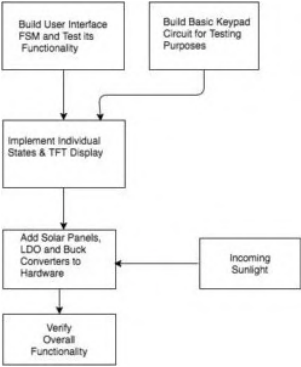 Build User Interface
FSM and Test its
Functionality
Build Basic Keypad
Circuit for Testing
Purposes
Implement Individual
States & TFT Display
Add Solar Panels,
LDO and Buck
Converters to
Hardware
Incoming
Sunlight
Verify
Overall
Functionality